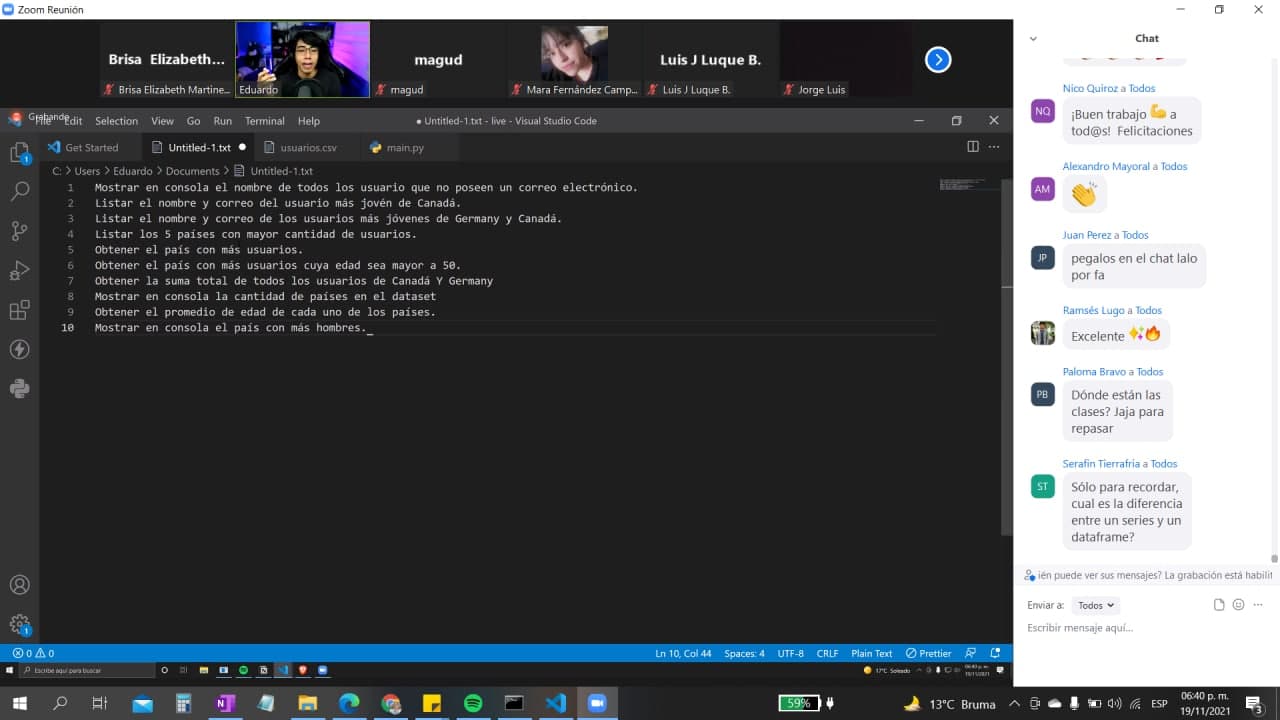 Zoom Reunión
Brisa Elizabeth...
magud
Luis J Luque B.
Brisa Elizabeth Martine...
Eduardo
magud
Mara Fernández Camp...
Luis J Luque B.
Jorge Luis
Grabando
File Edit Selection View Go Run Terminal Help
● Untitled-1.txt - live - Visual Studio Code
Get Started
Untitled-1.txt ●
usuarios.csv
main.py
C: > Users > Eduardo > Documents > Untitled-1.txt
1 Mostrar en consola el nombre de todos los usuario que no poseen un correo electrónico.
2 Listar el nombre y correo del usuario más jovén de Canadá.
3 Listar el nombre y correo de los usuarios más jóvenes de Germany y Canadá.
4 Listar los 5 países con mayor cantidad de usuarios.
5 Obtener el país con más usuarios.
6 Obtener el país con más usuarios cuya edad sea mayor a 50.
7 Obtener la suma total de todos los usuarios de Canadá Y Germany
8 Mostrar en consola la cantidad de países en el dataset
9 Obtener el promedio de edad de cada uno de los países.
10 Mostrar en consola el país con más hombres.
1
1
0 0
Ln 10, Col 44 Spaces: 4 UTF-8 CRLF Plain Text Prettier
Escribe aquí para buscar
17°C Soleado
06:40 p. m.
19/11/2021
Chat
Nico Quiroz a Todos
NQ
¡Buen trabajo 💪 a
tod@s! Felicitaciones
Alexandro Mayoral a Todos
AM
👏
Juan Perez a Todos
JP
pegalos en el chat lalo
por fa
Ramsés Lugo a Todos
Excelente ✨🔥
Paloma Bravo a Todos
PB
Dónde están las
clases? Jaja para
repasar
Serafín Tierrafria a Todos
ST
Sólo para recordar,
cual es la diferencia
entre un series y un
dataframe?
ién puede ver sus mensajes? La grabación está habilit
Enviar a: Todos
Escribir mensaje aquí...
59%
13°C Bruma
ESP
06:40 p. m.
19/11/2021
3